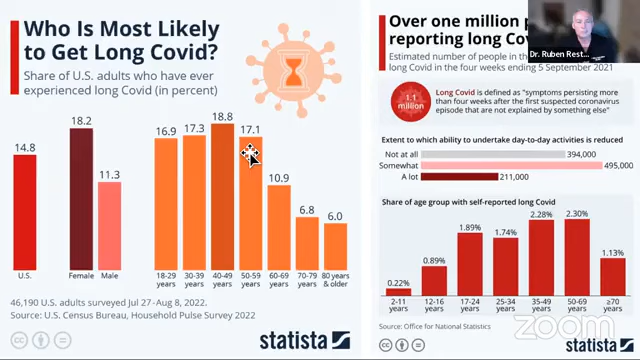 Who Is Most Likely
to Get Long Covid?
Share of U.S. adults who have ever
experienced long Covid (in percent)
14.8
18.2
11.3
16.9
17.3
18.8
17.1
10.9
6.8
6.0
U.S.
Female
Male
18-29
years
30-39
years
40-49
years
50-59
years
60-69
years
70-79
years
80 years
& older
46,190 U.S. adults surveyed Jul 27-Aug 8, 2022.
Source: U.S. Census Bureau, Household Pulse Survey 2022
cc
statista
Over one million
reporting long
Dr. Ruben Rest...
Estimated number of people in
long Covid in the four weeks ending 5 September 2021
1.1
million
Long Covid is defined as "symptoms persisting more
than four weeks after the first suspected coronavirus
episode that are not explained by something else"
Extent to which ability to undertake day-to-day activities is reduced
Not at all
394,000
Somewhat
495,000
A lot
211,000
Share of age group with self-reported long Covid
0.22%
0.89%
1.89%
1.74%
2.28%
2.30%
1.13%
2-11
years
12-16
years
17-24
years
25-34
years
35-49
years
50-69
years
≥70
years
Source: Office for National Statistics
cc
statista
zoom